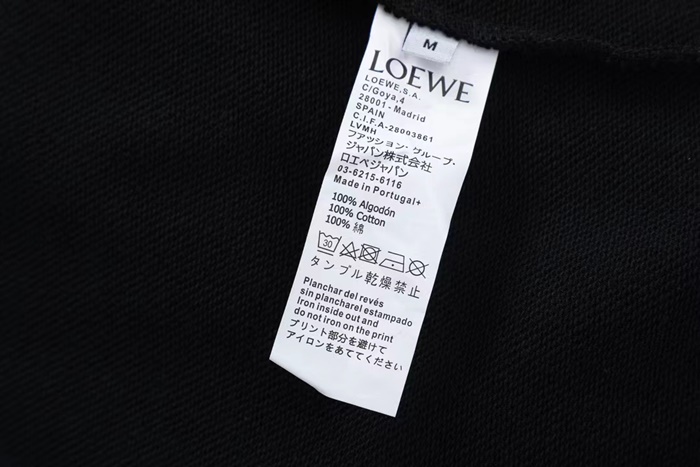 M
LOEWE
LOEWE.S.A.
C/Goya,4
28001 - Madrid
SPAIN
C.I.F.A-28003861
LVMH
ファッション・グループ・
ジャパン株式会社
ロエベジャパン
03-6215-6116
Made in Portugal+
100% Algodón
100% Cotton
100% 綿
30
タンブル乾燥禁止
Planchar del revés
sin plancharel estampado
Iron inside out and
do not iron on the print
プリント部分を避けて
アイロンをあててください